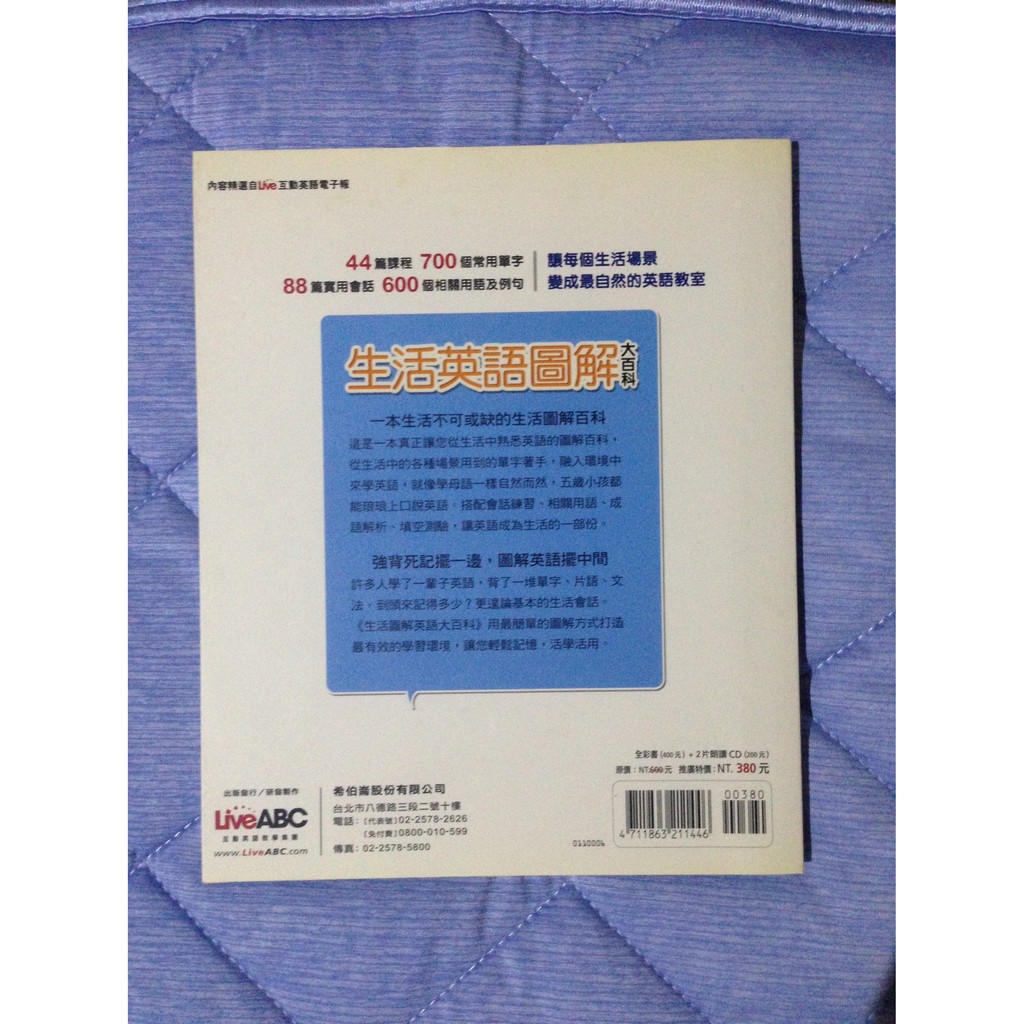 內容精選自Live互動英語電子報
44篇課程 700個常用單字
88篇實用會話 600個相關用語及例句
讓每個生活場景
變成最自然的英語教室
生活英語圖解大百科
一本生活不可或缺的生活圖解百科
這是一本真正讓您從生活中熟悉英語的圖解百科，
從生活中的各種場景用到的單字著手，融入環境中
來學英語，就像學母語一樣自然而然，五歲小孩都
能琅琅上口說英語。搭配會話練習、相關用語、成
語解析、填空測驗，讓英語成為生活的一部份。
強背死記擺一邊，圖解英語擺中間
許多人學了一輩子英語，背了一堆單字、片語、文
法，到頭來記得多少？更遑論基本的生活會話。
《生活圖解英語大百科》用最簡單的圖解方式打造
最有效的學習環境，讓您輕鬆記憶，活學活用。
全彩書(400元)+2片朗讀CD(200元)
原價：NT.600元 推廣特價：NT. 380元
00380
4 711863 211446
0110006
出版發行／研發製作
LiveABC
互動英語教學集團
www.LiveABC.com
希伯崙股份有限公司
台北市八德路三段二號十樓
電話：(代表號)02-2578-2626
(免付費)0800-010-599
傳真：02-2578-5800